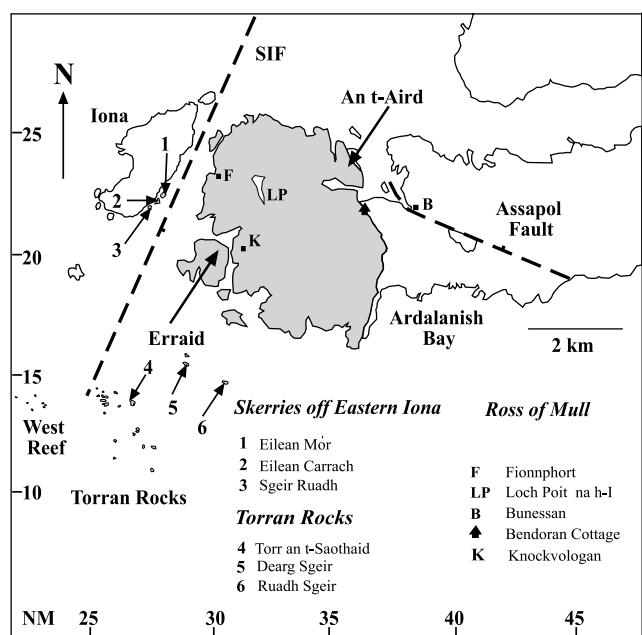 SIF
N
An t-Aird
25
Iona
1
F
2
LP
B
3
Assapol
Fault
20
K
Erraid
Ardalanish
Bay
2 km
4
15
5
6
West
Reef
Torran Rocks
10
Skerries off Eastern Iona
1 Eilean Mór
2 Eilean Carrach
3 Sgeir Ruadh
Torran Rocks
4 Torr an t-Saothaid
5 Dearg Sgeir
6 Ruadh Sgeir
Ross of Mull
F Fionnphort
LP Loch Poit na h-I
B Bunessan
Bendoran Cottage
K Knockvologan
NM 25 30 35 40 45